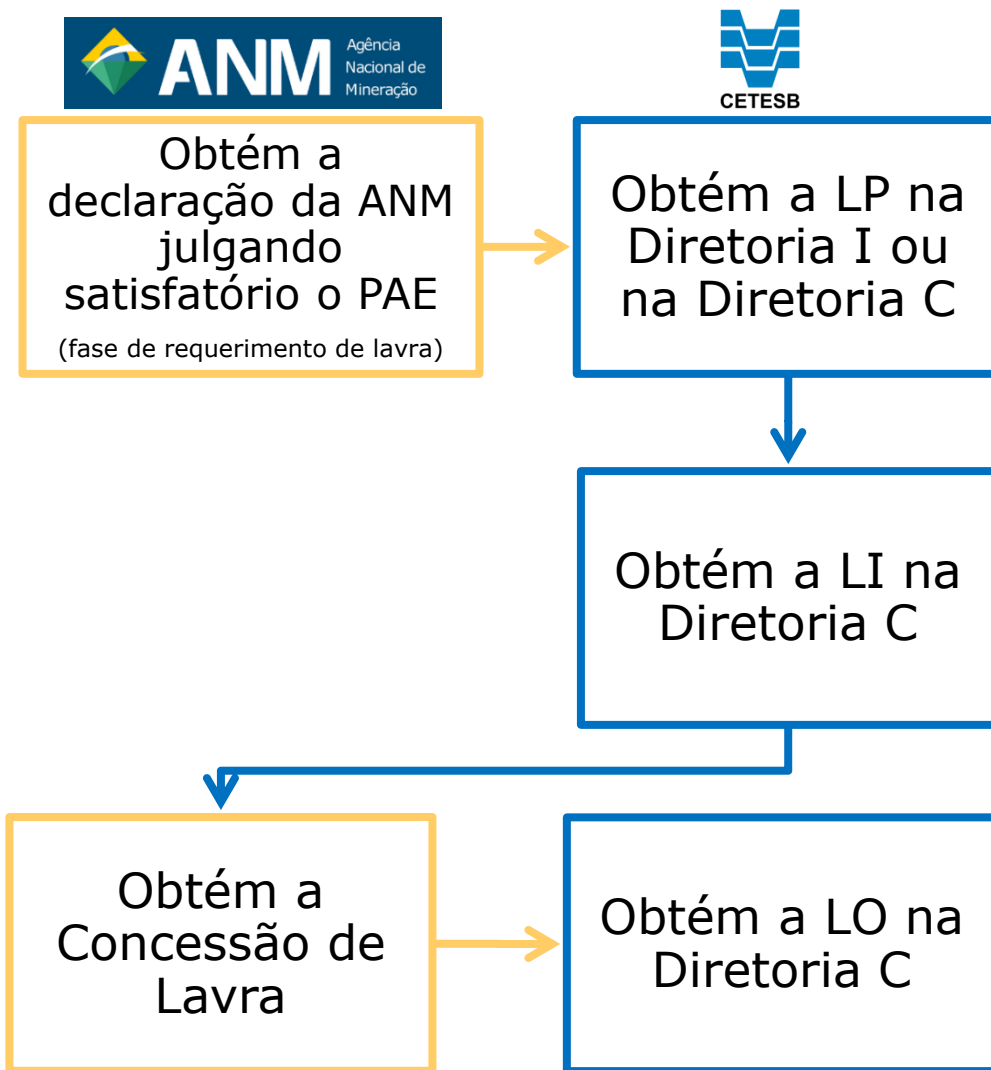 ANM
Agência
Nacional de
Mineração
CETESB
Obtém a
declaração da ANM
julgando
satisfatório o PAE
(fase de requerimento de lavra)
Obtém a LP na
Diretoria I ou
na Diretoria C
Obtém a LI na
Diretoria C
Obtém a
Concessão de
Lavra
Obtém a LO na
Diretoria C